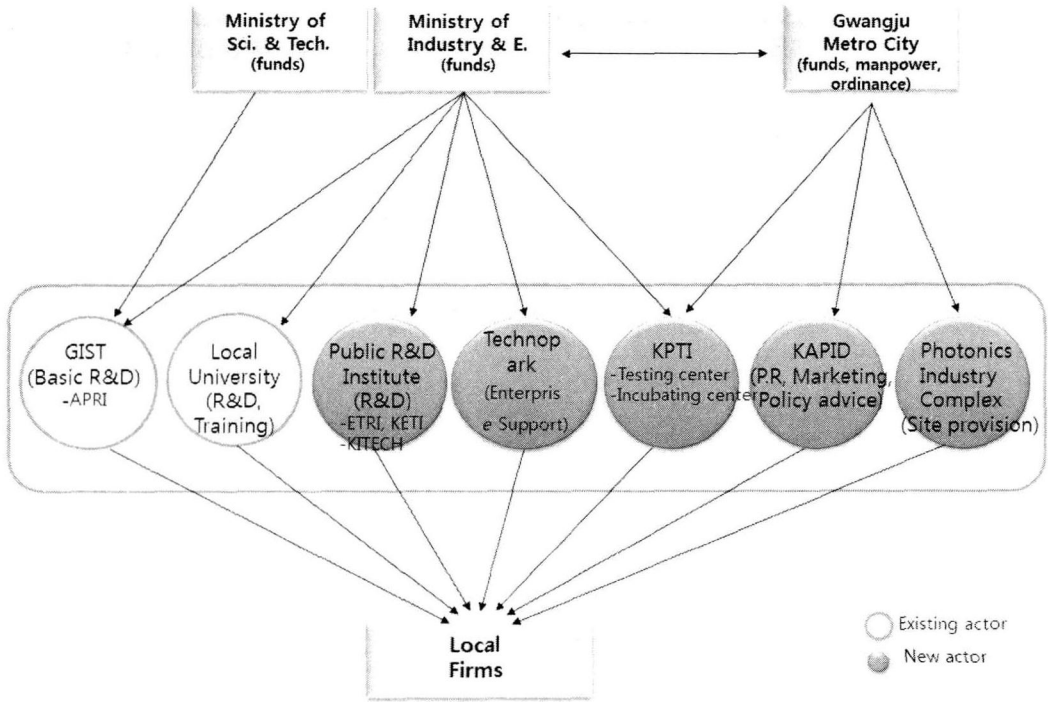 Ministry of
Sci. & Tech.
(funds)
Ministry of
Industry & E.
(funds)
Gwangju
Metro City
(funds, manpower,
ordinance)
GIST
(Basic R&D)
-APRI
Local
University
(R&D,
Training)
Public R&D
Institute
(R&D)
-ETRI, KETI
-KITECH
Technop
ark
(Enterpris
e Support)
KPTI
-Testing center
-Incubating center
KAPID
(P.R, Marketing,
Policy advice)
Photonics
Industry
Complex
(Site provision)
Local
Firms
Existing actor
New actor